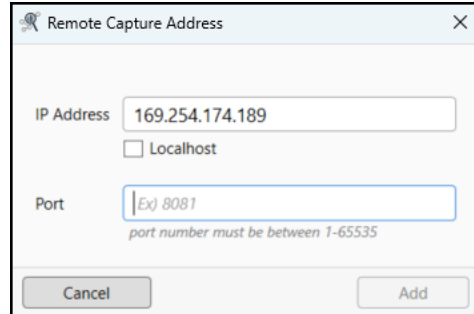 Remote Capture Address
IP Address 169.254.174.189
Localhost
Port Ex) 8081
port number must be between 1-65535
Cancel Add